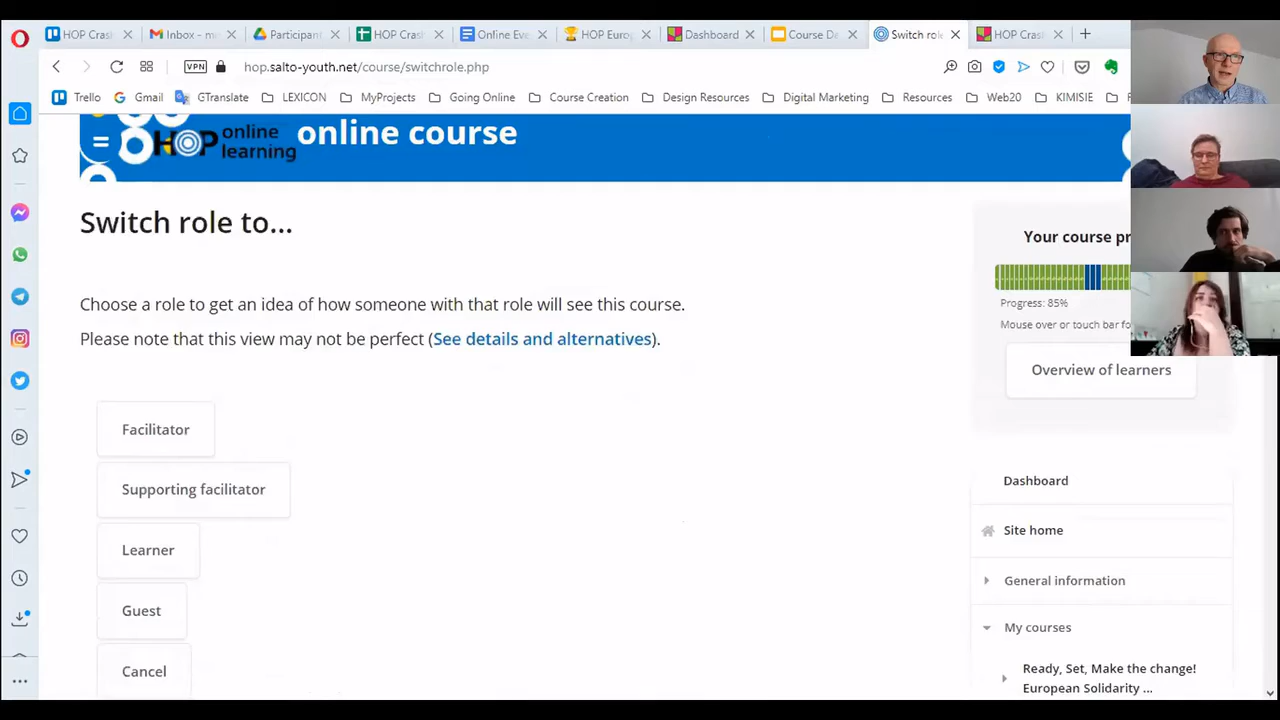 HOP Crash
Inbox - m
Participant
HOP Cras
Online Eve
HOP Euro
Dashboard
Course De
Switch role
HOP Cras
VPN
hop.salto-youth.net/course/switchrole.php
Trello
Gmail
GTranslate
LEXICON
MyProjects
Going Online
Course Creation
Design Resources
Digital Marketing
Resources
Web20
KIMISIE
HOP online learning
online course
Switch role to...
Choose a role to get an idea of how someone with that role will see this course.
Please note that this view may not be perfect (See details and alternatives).
Facilitator
Supporting facilitator
Learner
Guest
Cancel
Your course pr
Progress: 85%
Mouse over or touch bar fo
Overview of learners
Dashboard
Site home
General information
My courses
Ready, Set, Make the change!
European Solidarity ...